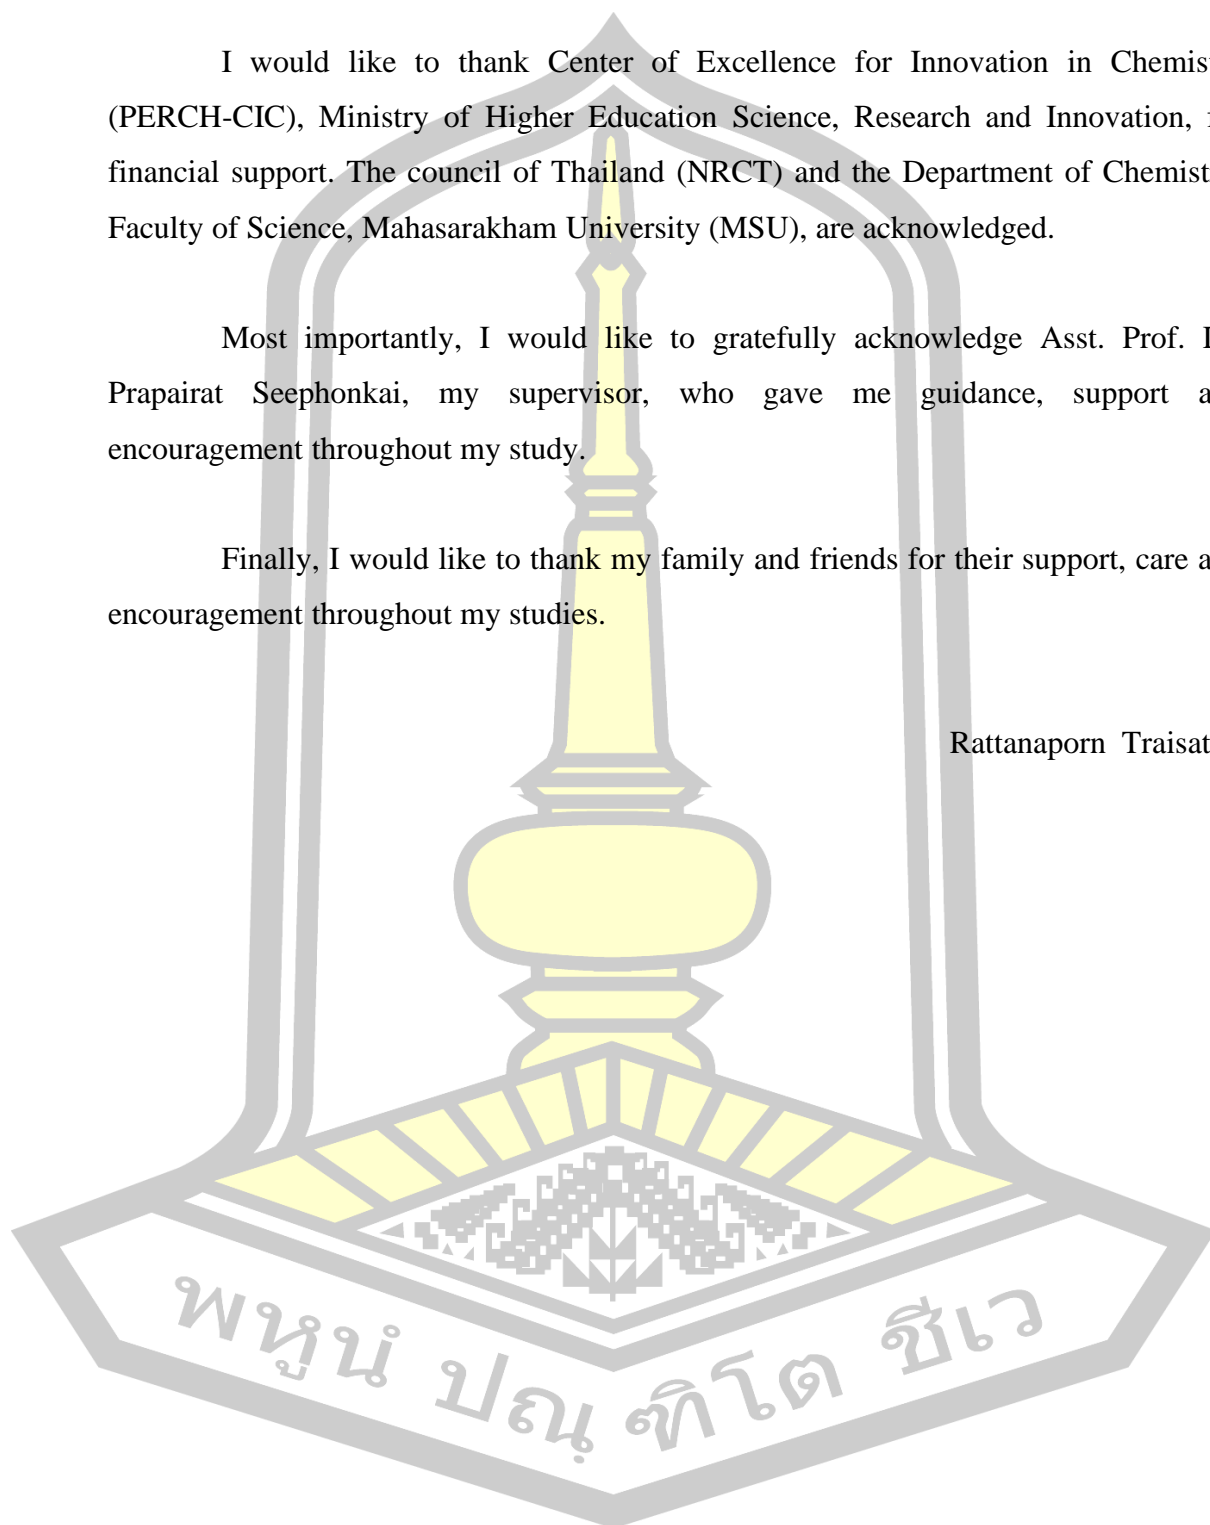 I would like to thank Center of Excellence for Innovation in Chemis
(PERCH-CIC), Ministry of Higher Education Science, Research and Innovation,
financial support. The council of Thailand (NRCT) and the Department of Chemist
Faculty of Science, Mahasarakham University (MSU), are acknowledged.
Most importantly, I would like to gratefully acknowledge Asst. Prof.
Prapairat Seephonkai, my supervisor, who gave me guidance, support a
encouragement throughout my study.
Finally, I would like to thank my family and friends for their support, care a
encouragement throughout my studies.
Rattanaporn Traisat
พหูนํ ปณฺ ฑิโต ชีเว